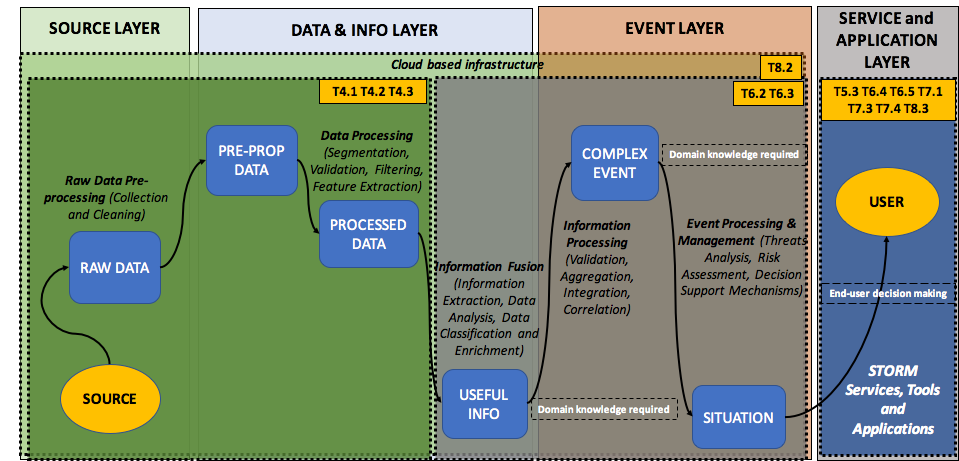 SOURCE LAYER
DATA & INFO LAYER
EVENT LAYER
SERVICE and
APPLICATION
LAYER
Cloud based infrastructure
T8.2
T4.1 T4.2 T4.3
T6.2 T6.3
T5.3 T6.4 T6.5 T7.1
T7.3 T7.4 T8.3
Raw Data Pre-
processing (Collection
and Cleaning)
RAW DATA
SOURCE
PRE-PROP
DATA
Data Processing
(Segmentation,
Validation, Filtering,
Feature Extraction)
PROCESSED
DATA
Information Fusion
(Information
Extraction, Data
Analysis, Data
Classification and
Enrichment)
USEFUL
INFO
Domain knowledge required
COMPLEX
EVENT
Domain knowledge required
Information
Processing
(Validation,
Aggregation,
Integration,
Correlation)
Event Processing &
Management (Threats
Analysis, Risk
Assessment, Decision
Support Mechanisms)
SITUATION
USER
End-user decision making
STORM
Services, Tools
and
Applications